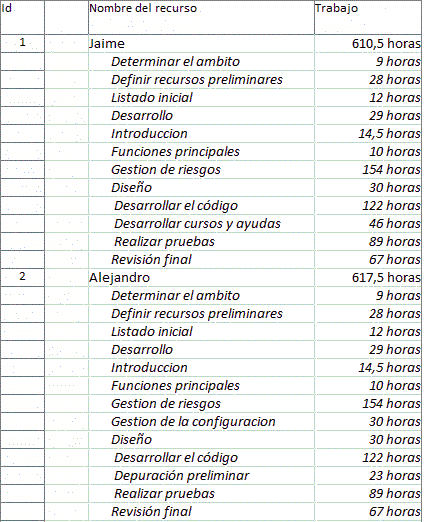 Id Nombre del recurso Trabajo
1 Jaime 610,5 horas
Determinar el ambito 9 horas
Definir recursos preliminares 28 horas
Listado inicial 12 horas
Desarrollo 29 horas
Introduccion 14,5 horas
Funciones principales 10 horas
Gestion de riesgos 154 horas
Diseño 30 horas
Desarrollar el código 122 horas
Desarrollar cursos y ayudas 46 horas
Realizar pruebas 89 horas
Revisión final 67 horas
2 Alejandro 617,5 horas
Determinar el ambito 9 horas
Definir recursos preliminares 28 horas
Listado inicial 12 horas
Desarrollo 29 horas
Introduccion 14,5 horas
Funciones principales 10 horas
Gestion de riesgos 154 horas
Gestion de la configuracion 30 horas
Diseño 30 horas
Desarrollar el código 122 horas
Depuración preliminar 23 horas
Realizar pruebas 89 horas
Revisión final 67 horas